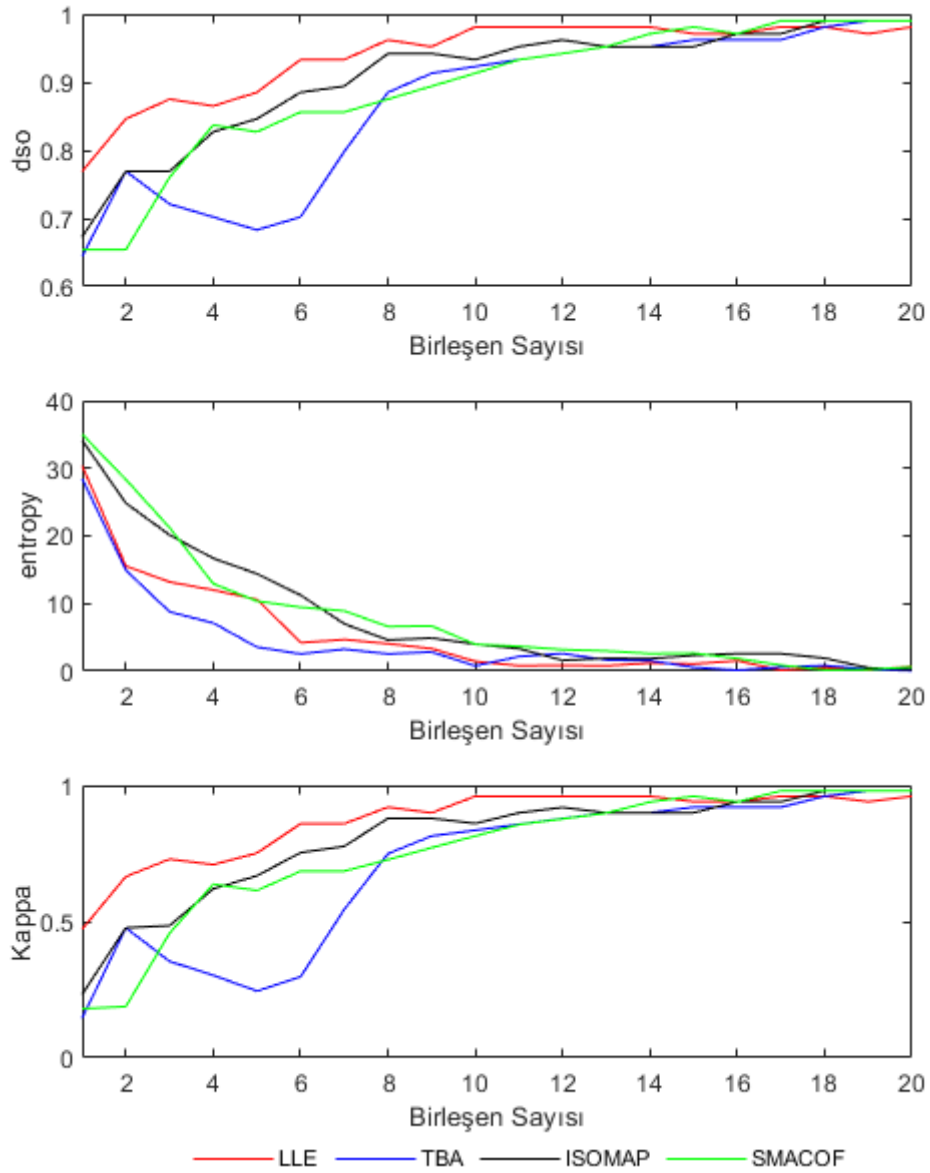 1
0.9
0.8
0.7
0.6
dso
2 4 6 8 10 12 14 16 18 20
Birleşen Sayısı
40
30
20
10
0
entropy
2 4 6 8 10 12 14 16 18 20
Birleşen Sayısı
1
0.5
0
Kappa
2 4 6 8 10 12 14 16 18 20
Birleşen Sayısı
LLE TBA ISOMAP SMACOF